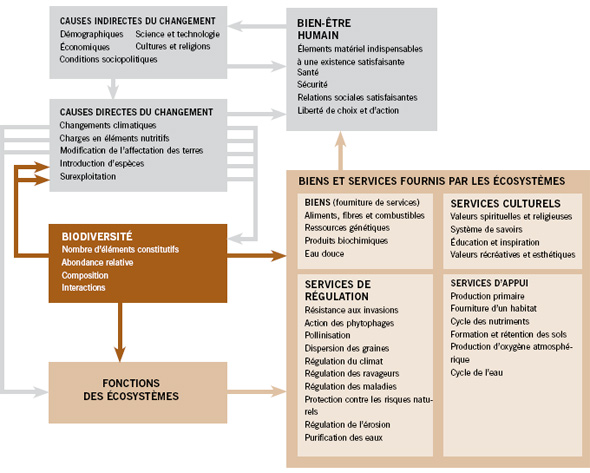 CAUSES INDIRECTES DU CHANGEMENT
Démographiques Science et technologie
Économiques Cultures et religions
Conditions sociopolitiques
BIEN-ÊTRE
HUMAIN
Élements matériel indispensables
à une existence satisfaisante
Santé
Sécurité
Relations sociales satisfaisantes
Liberté de choix et d'action
CAUSES DIRECTES DU CHANGEMENT
Changements climatiques
Charges en éléments nutritifs
Modification de l'affectation des terres
Introduction d'espèces
Surexploitation
BIODIVERSITÉ
Nombre d'éléments constitutifs
Abondance relative
Composition
Interactions
FONCTIONS
DES ÉCOSYSTÈMES
BIENS ET SERVICES FOURNIS PAR LES ÉCOSYSTÈMES
BIENS (fourniture de services)
Aliments, fibres et combustibles
Ressources génétiques
Produits biochimiques
Eau douce
SERVICES CULTURELS
Valeurs spirituelles et religieuses
Système de savoirs
Éducation et inspiration
Valeurs récréatives et esthétiques
SERVICES DE
RÉGULATION
Résistance aux invasions
Action des phytophages
Pollinisation
Dispersion des graines
Régulation du climat
Régulation des ravageurs
Régulation des maladies
Protection contre les risques natu-
rels
Régulation de l'érosion
Purification des eaux
SERVICES D'APPUI
Production primaire
Fourniture d'un habitat
Cycle des nutriments
Formation et rétention des sols
Production d'oxygène atmosphé-
rique
Cycle de l'eau